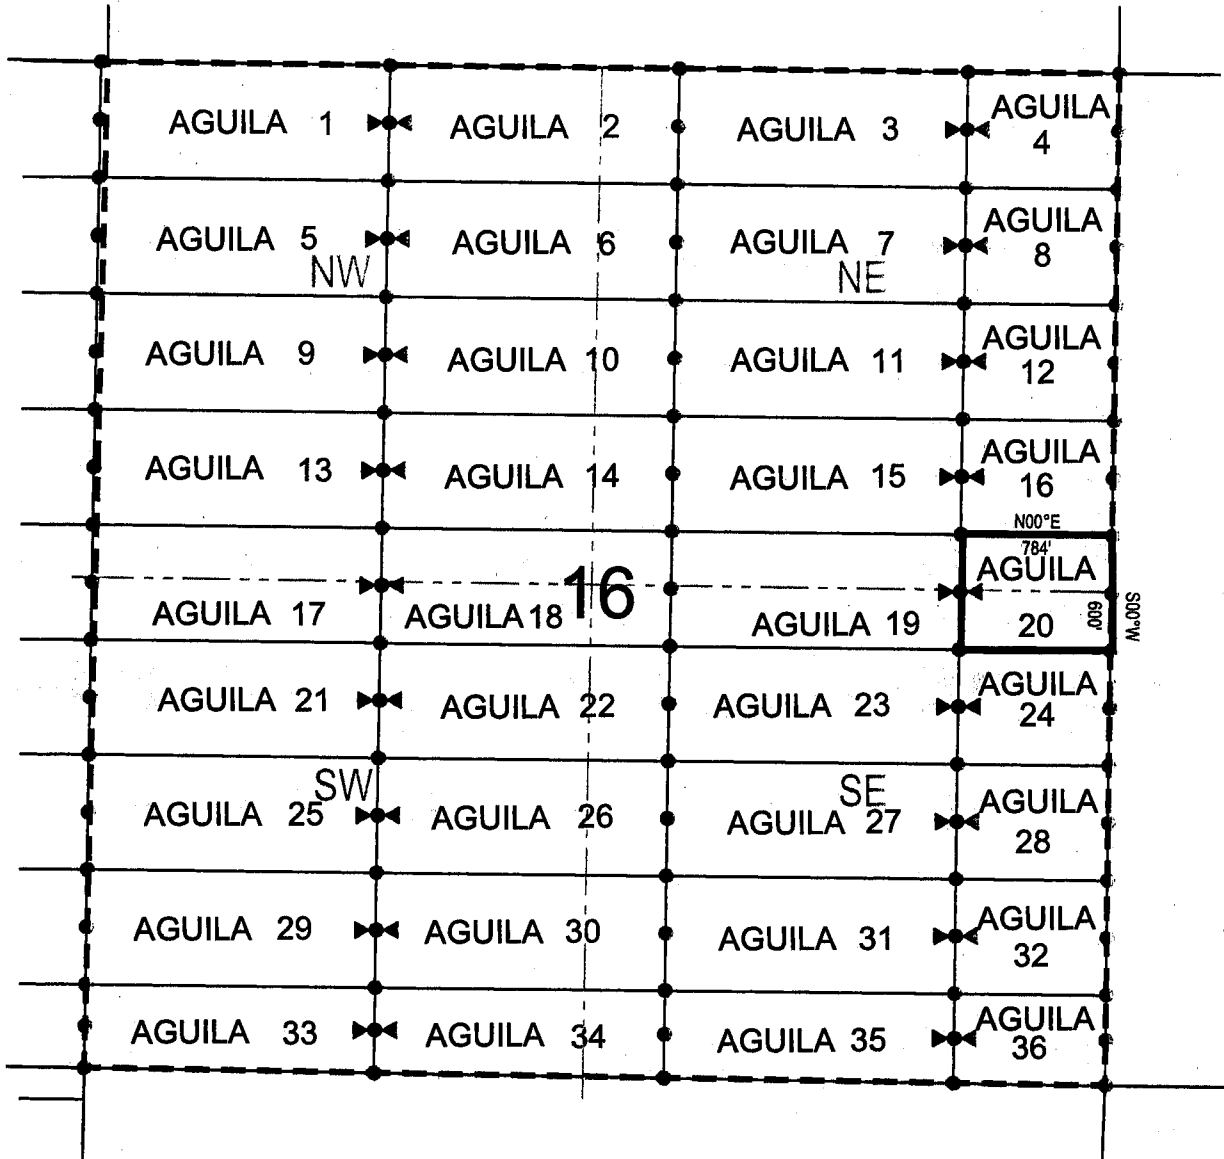 AGUILA 1
AGUILA 2
AGUILA 3
AGUILA
4
AGUILA 5
AGUILA 6
AGUILA 7
AGUILA
8
NW
NE
AGUILA 9
AGUILA 10
AGUILA 11
AGUILA
12
AGUILA 13
AGUILA 14
AGUILA 15
AGUILA
16
N00°E
784'
AGUILA
20
600'
S00°W
16
AGUILA 17
AGUILA 18
AGUILA 19
AGUILA 21
AGUILA 22
AGUILA 23
AGUILA
24
SW
SE
AGUILA 25
AGUILA 26
AGUILA 27
AGUILA
28
AGUILA 29
AGUILA 30
AGUILA 31
AGUILA
32
AGUILA 33
AGUILA 34
AGUILA 35
AGUILA
36